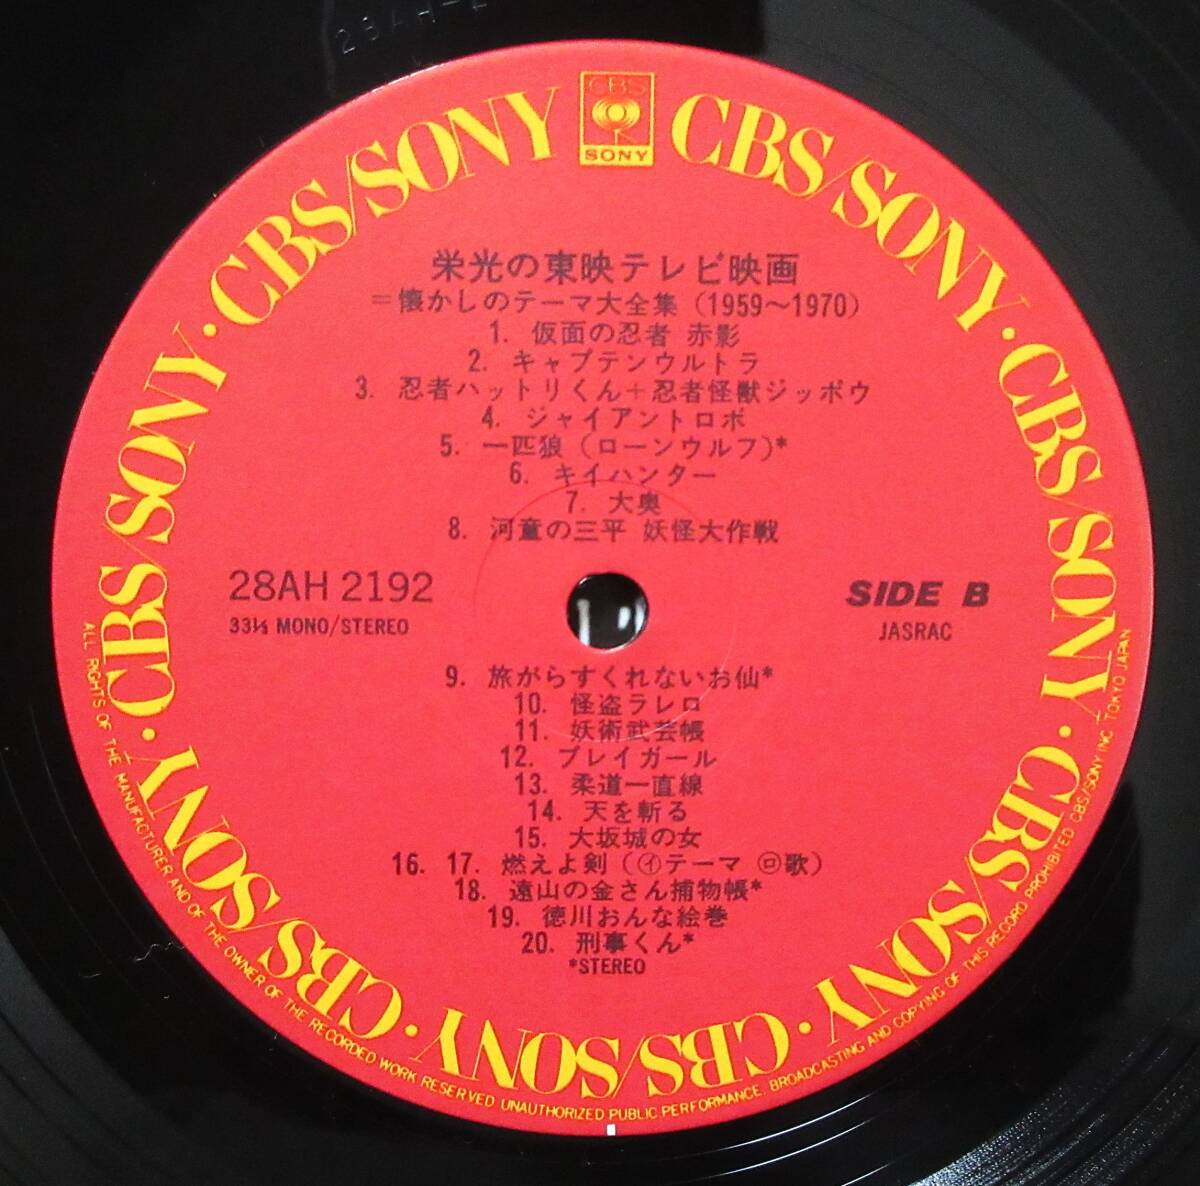 28AH-2
CBS
SONY
CBS/SONY · CBS/SONY · CBS/SONY · CBS/SONY · CBS/SONY · CBS/SONY · CBS/SONY · CBS/SONY
栄光の東映テレビ映画
=懐かしのテーマ大全集(1959〜1970)
1. 仮面の忍者 赤影
2. キャプテンウルトラ
3. 忍者ハットリくん+忍者怪獣ジッポウ
4. ジャイアントロボ
5. 一匹狼(ローンウルフ)*
6. キイハンター
7. 大奥
8. 河童の三平 妖怪大作戦
28AH 2192
33⅓ MONO/STEREO
SIDE B
JASRAC
9. 旅がらすくれないお仙*
10. 怪盗ラレロ
11. 妖術武芸帳
12. プレイガール
13. 柔道一直線
14. 天を斬る
15. 大坂城の女
16. 17. 燃えよ剣(㋑テーマ ㋺歌)
18. 遠山の金さん捕物帳*
19. 徳川おんな絵巻
20. 刑事くん*
*STEREO
ALL RIGHTS OF THE MANUFACTURER AND OF THE OWNER OF THE RECORDED WORK RESERVED UNAUTHORIZED PUBLIC PERFORMANCE. BROADCASTING AND COPYING OF THIS RECORD PROHIBITED CBS/SONY INC. TOKYO JAPAN